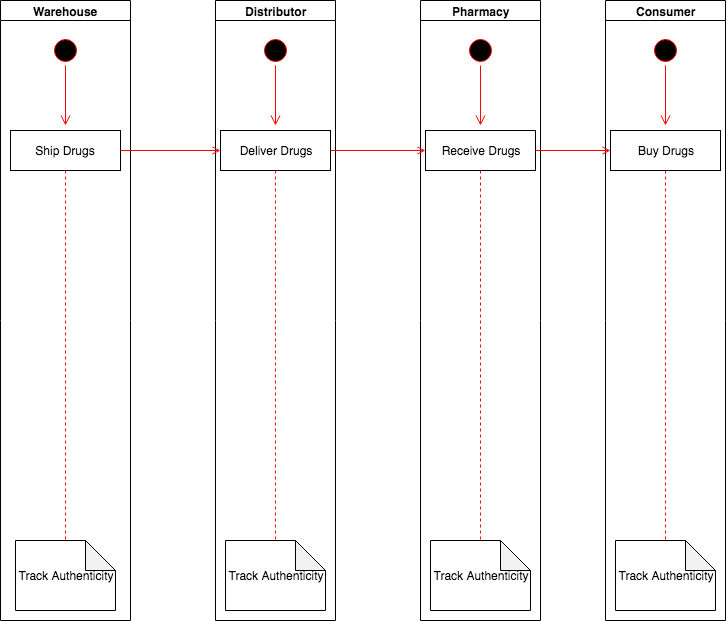 Warehouse
Distributor
Pharmacy
Consumer
Ship Drugs
Deliver Drugs
Receive Drugs
Buy Drugs
Track Authenticity
Track Authenticity
Track Authenticity
Track Authenticity